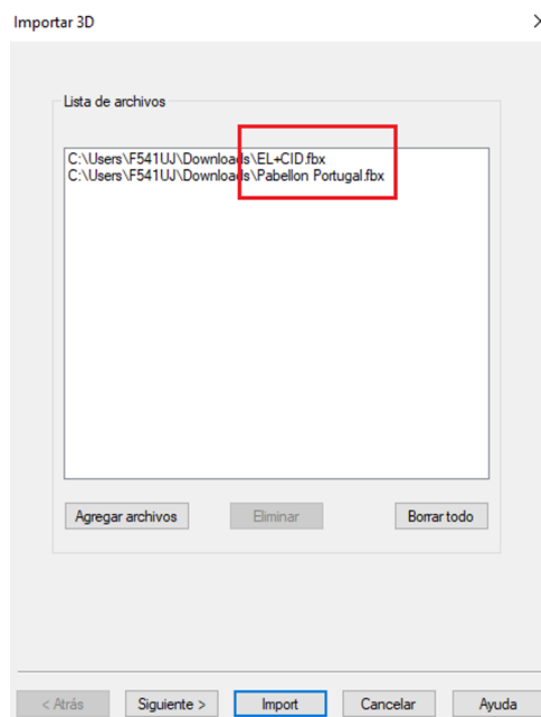 Importar 3D
Lista de archivos
C:\Users\F541UJ\Downloads\EL+CID.fbx
C:\Users\F541UJ\Downloads\Pabellon Portugal.fbx
Agregar archivos
Eliminar
Borrar todo
< Atrás
Siguiente >
Import
Cancelar
Ayuda